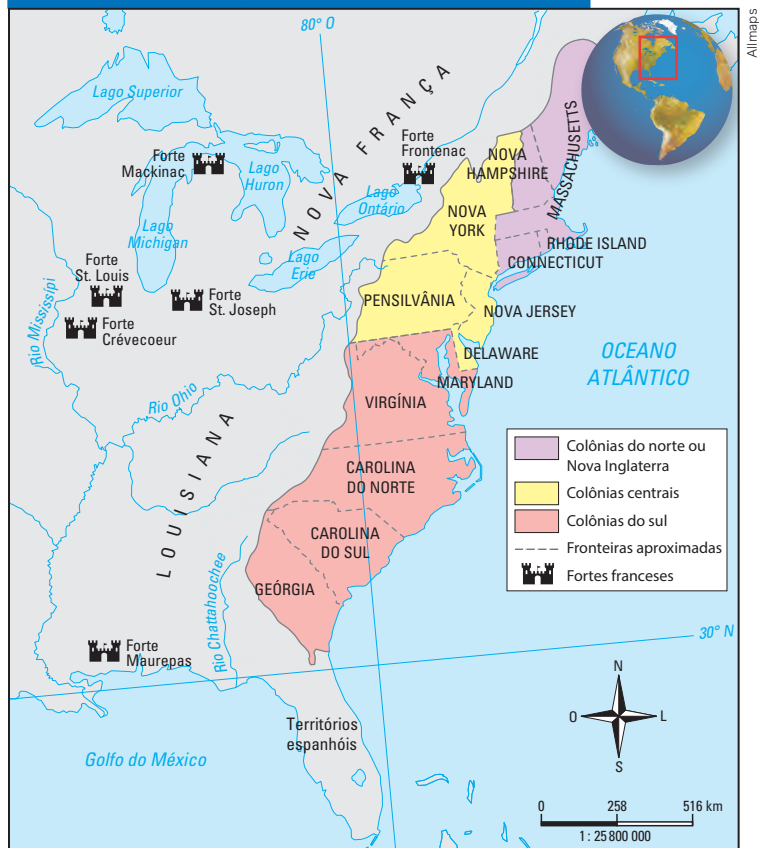 80° O
Allmaps
Lago Superior
Forte
Mackinac
Lago
Huron
Lago
Michigan
NOVA FRANÇA
Forte
Frontenac
Lago
Ontário
Lago
Erie
NOVA
HAMPSHIRE
MASSACHUSETTS
NOVA
YORK
RHODE ISLAND
CONNECTICUT
Forte
St. Louis
Forte
St. Joseph
Forte
Crévecoeur
Rio Mississípi
PENSILVÂNIA
NOVA JERSEY
DELAWARE
MARYLAND
OCEANO
ATLÂNTICO
Rio Ohio
VIRGÍNIA
LOUISIANA
CAROLINA
DO NORTE
CAROLINA
DO SUL
GEÓRGIA
Rio Chattahoochee
Colônias do norte ou
Nova Inglaterra
Colônias centrais
Colônias do sul
Fronteiras aproximadas
Fortes franceses
Forte
Maurepas
30° N
Territórios
espanhóis
Golfo do México
N
O
L
S
0 258 516 km
1 : 25 800 000